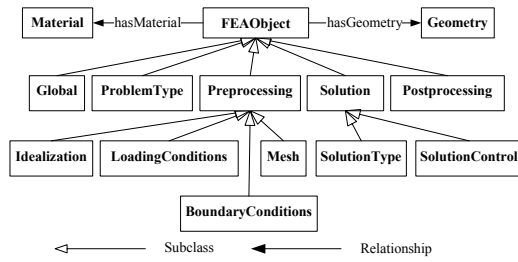 Material hasMaterial FEAObject hasGeometry Geometry
Global ProblemType Preprocessing Solution Postprocessing
Idealization LoadingConditions Mesh SolutionType SolutionControl
BoundaryConditions
Subclass Relationship